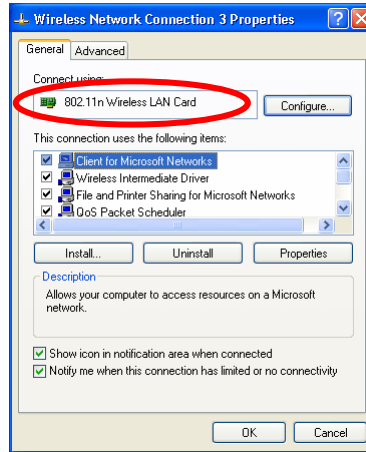 Wireless Network Connection 3 Properties
General Advanced
Connect using:
802.11n Wireless LAN Card Configure...
This connection uses the following items:
Client for Microsoft Networks
Wireless Intermediate Driver
File and Printer Sharing for Microsoft Networks
QoS Packet Scheduler
Install... Uninstall Properties
Description
Allows your computer to access resources on a Microsoft
network.
Show icon in notification area when connected
Notify me when this connection has limited or no connectivity
OK Cancel